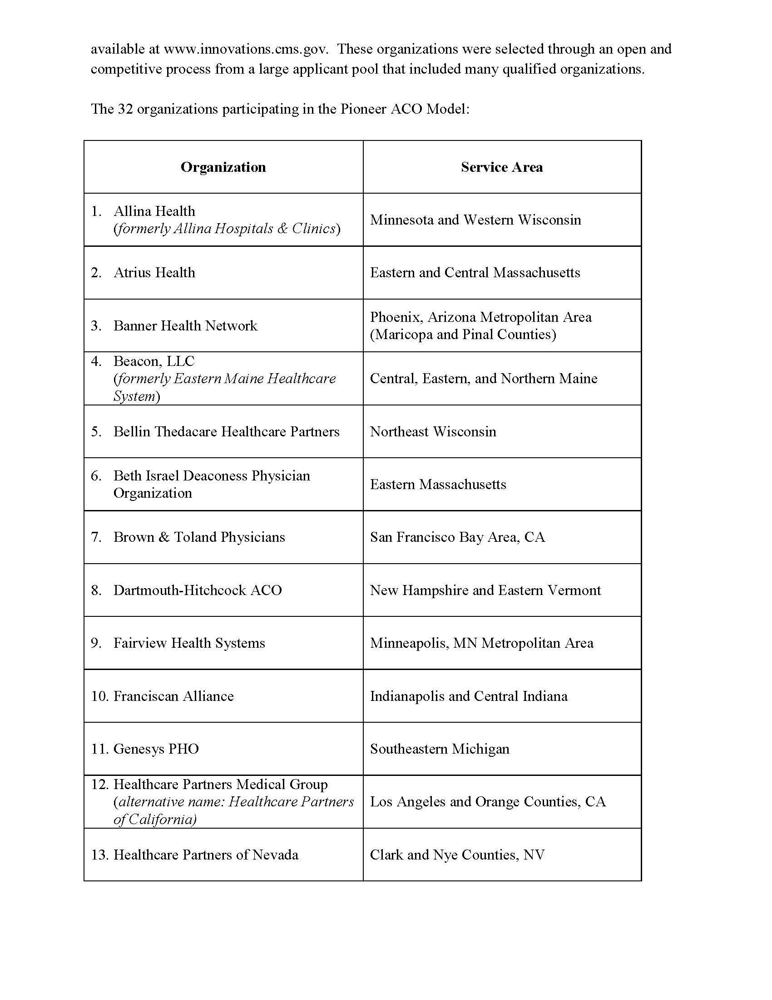 available at www.innovations.cms.gov.  These organizations were selected through an open and
competitive process from a large applicant pool that included many qualified organizations.
The 32 organizations participating in the Pioneer ACO Model:
Organization
Service Area
1. Allina Health
(formerly Allina Hospitals & Clinics)
Minnesota and Western Wisconsin
2. Atrius Health
Eastern and Central Massachusetts
3. Banner Health Network
Phoenix, Arizona Metropolitan Area
(Maricopa and Pinal Counties)
4. Beacon, LLC
(formerly Eastern Maine Healthcare
System)
Central, Eastern, and Northern Maine
5. Bellin Thedacare Healthcare Partners
Northeast Wisconsin
6. Beth Israel Deaconess Physician
Organization
Eastern Massachusetts
7. Brown & Toland Physicians
San Francisco Bay Area, CA
8. Dartmouth-Hitchcock ACO
New Hampshire and Eastern Vermont
9. Fairview Health Systems
Minneapolis, MN Metropolitan Area
10. Franciscan Alliance
Indianapolis and Central Indiana
11. Genesys PHO
Southeastern Michigan
12. Healthcare Partners Medical Group
(alternative name: Healthcare Partners
of California)
Los Angeles and Orange Counties, CA
13. Healthcare Partners of Nevada
Clark and Nye Counties, NV